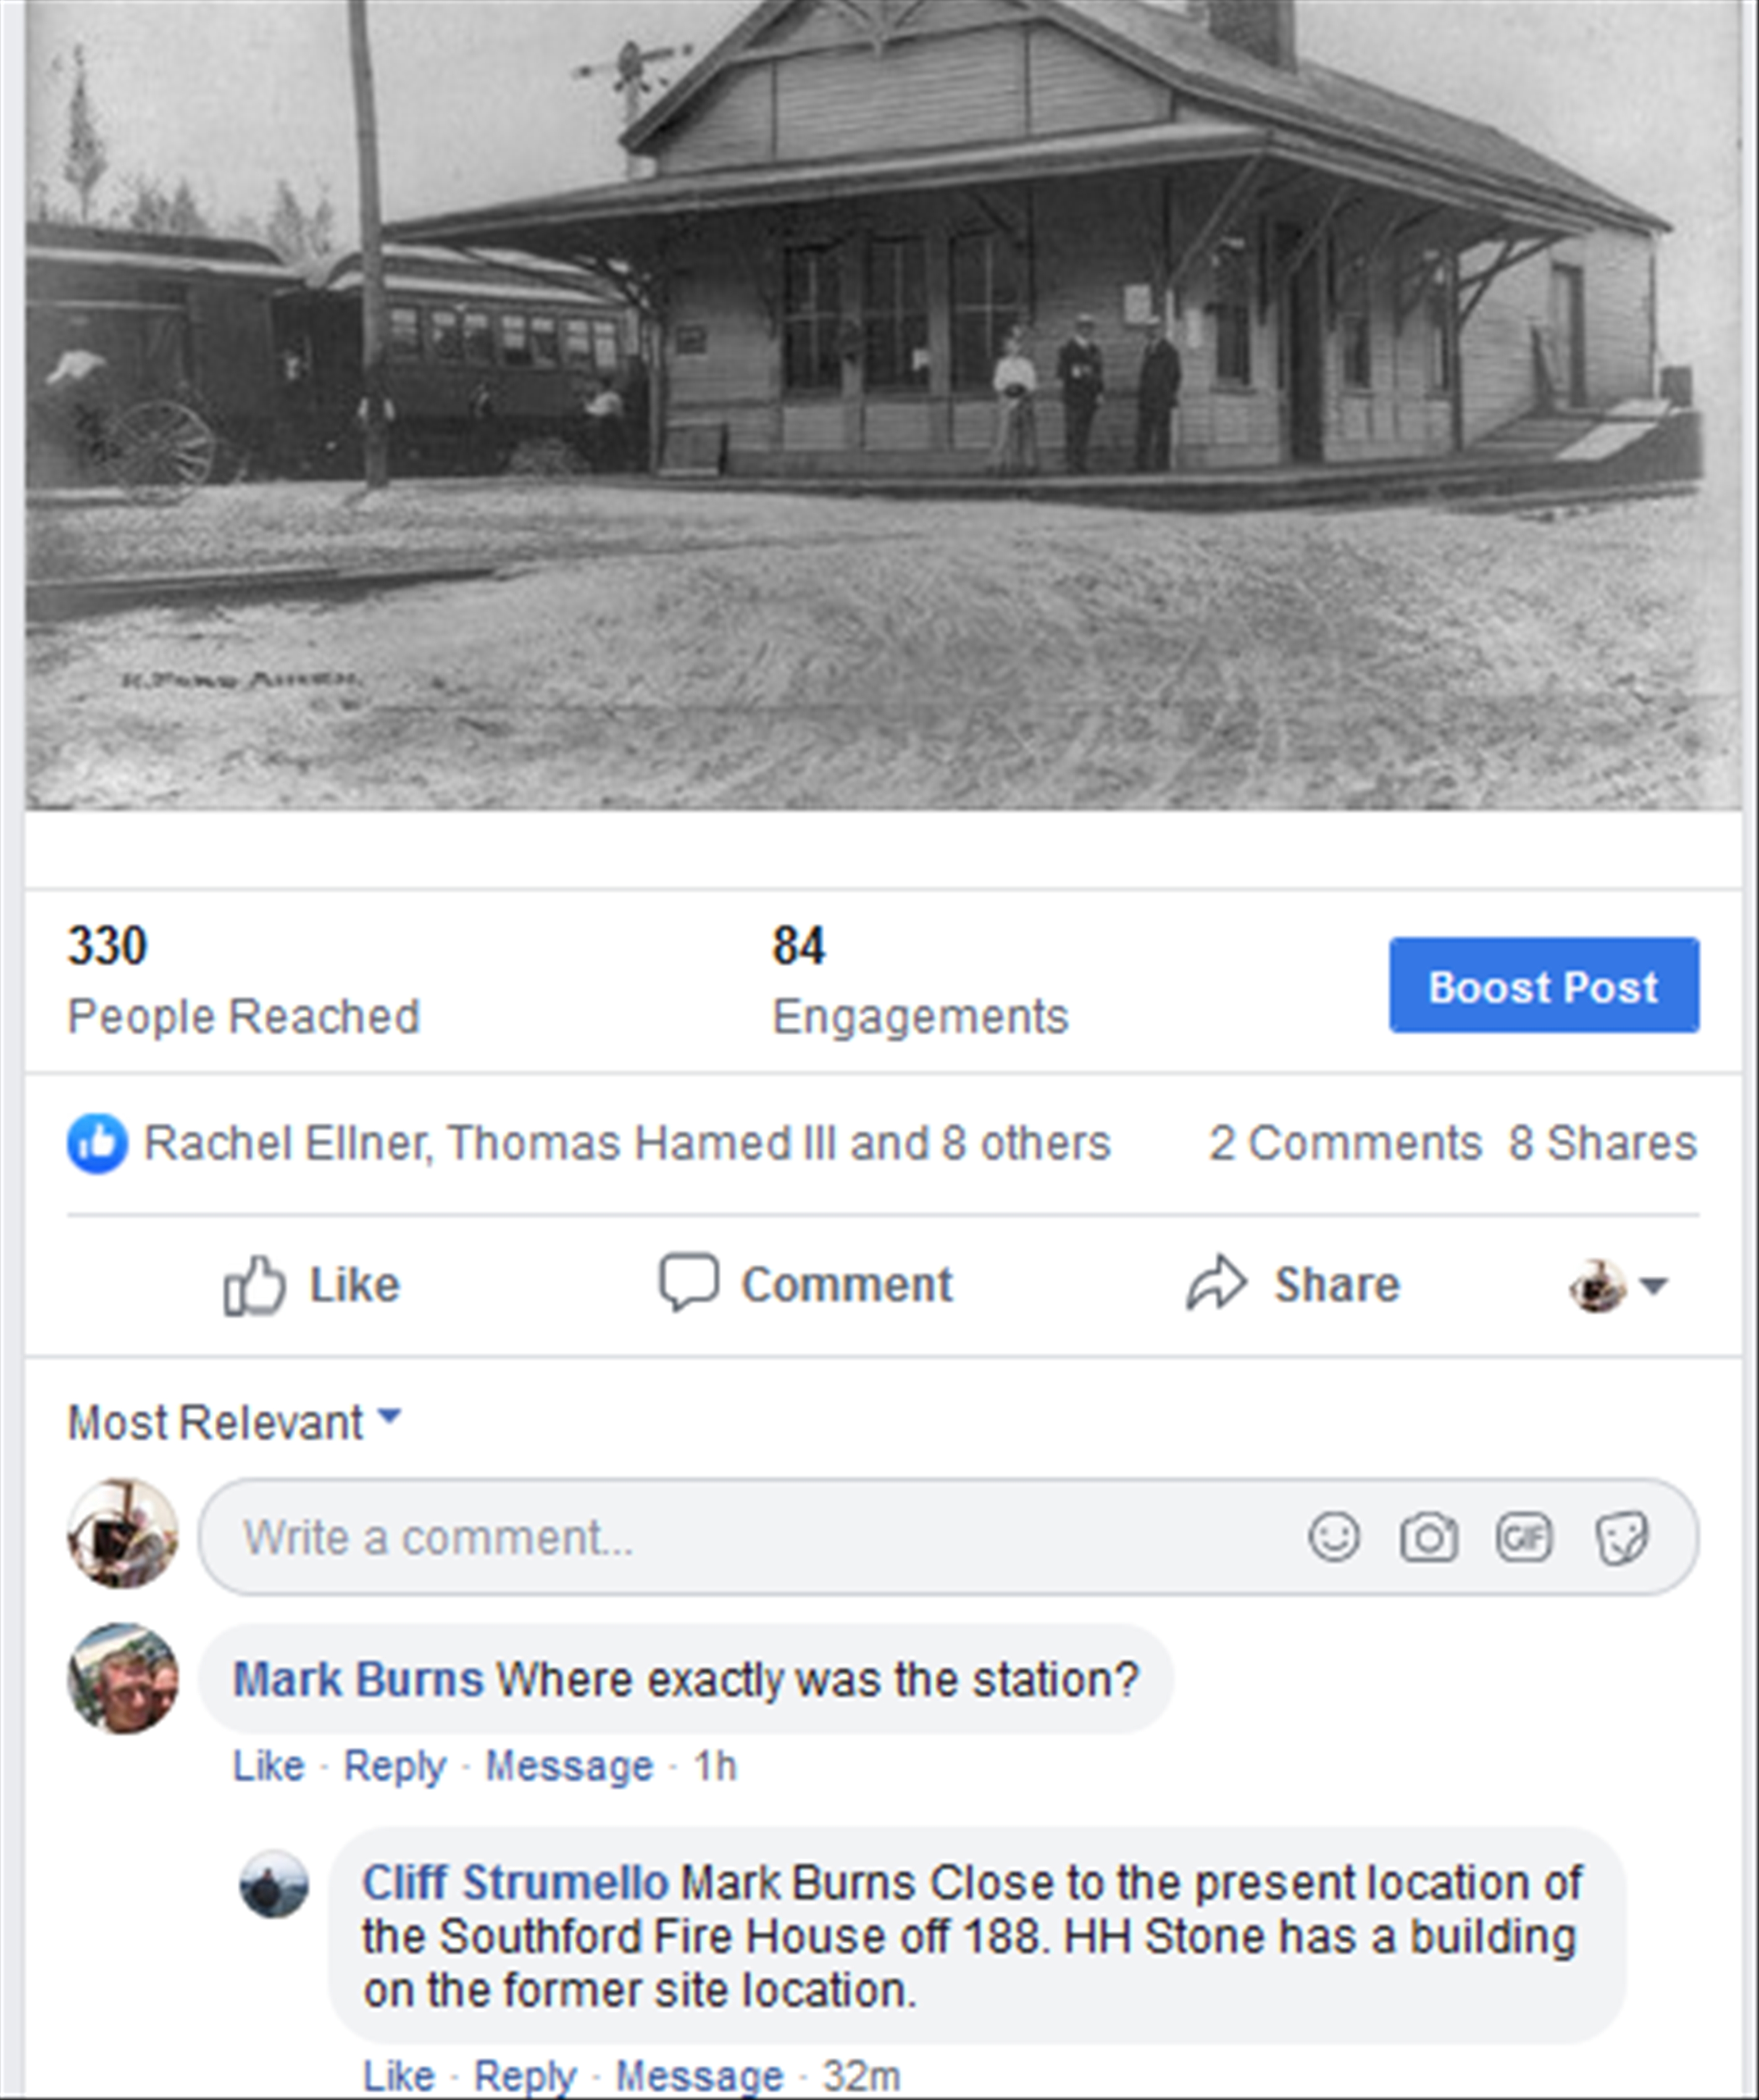 330
People Reached
84
Engagements
Boost Post
Rachel Ellner, Thomas Hamed III and 8 others
2 Comments 8 Shares
Like
Comment
Share
Most Relevant
Write a comment...
GIF
Mark Burns Where exactly was the station?
Like · Reply · Message · 1h
Cliff Strumello Mark Burns Close to the present location of
the Southford Fire House off 188. HH Stone has a building
on the former site location.
Like · Reply · Message · 32m